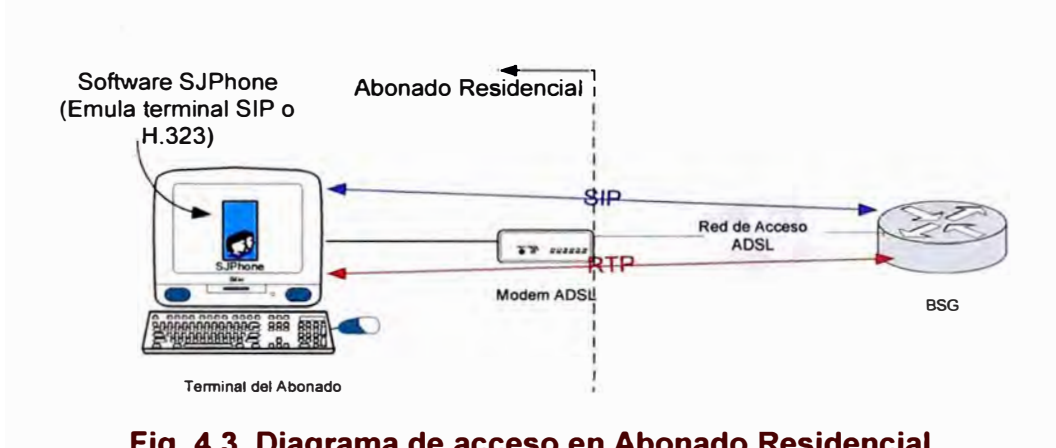 Software SJPhone
(Emula terminal SIP o
H.323)
Abonado Residencial
SIP
Red de Acceso
ADSL
SJPhone
RTP
Modem ADSL
BSG
Terminal del Abonado
Fig. 4.3 Diagrama de acceso en Abonado Residencial